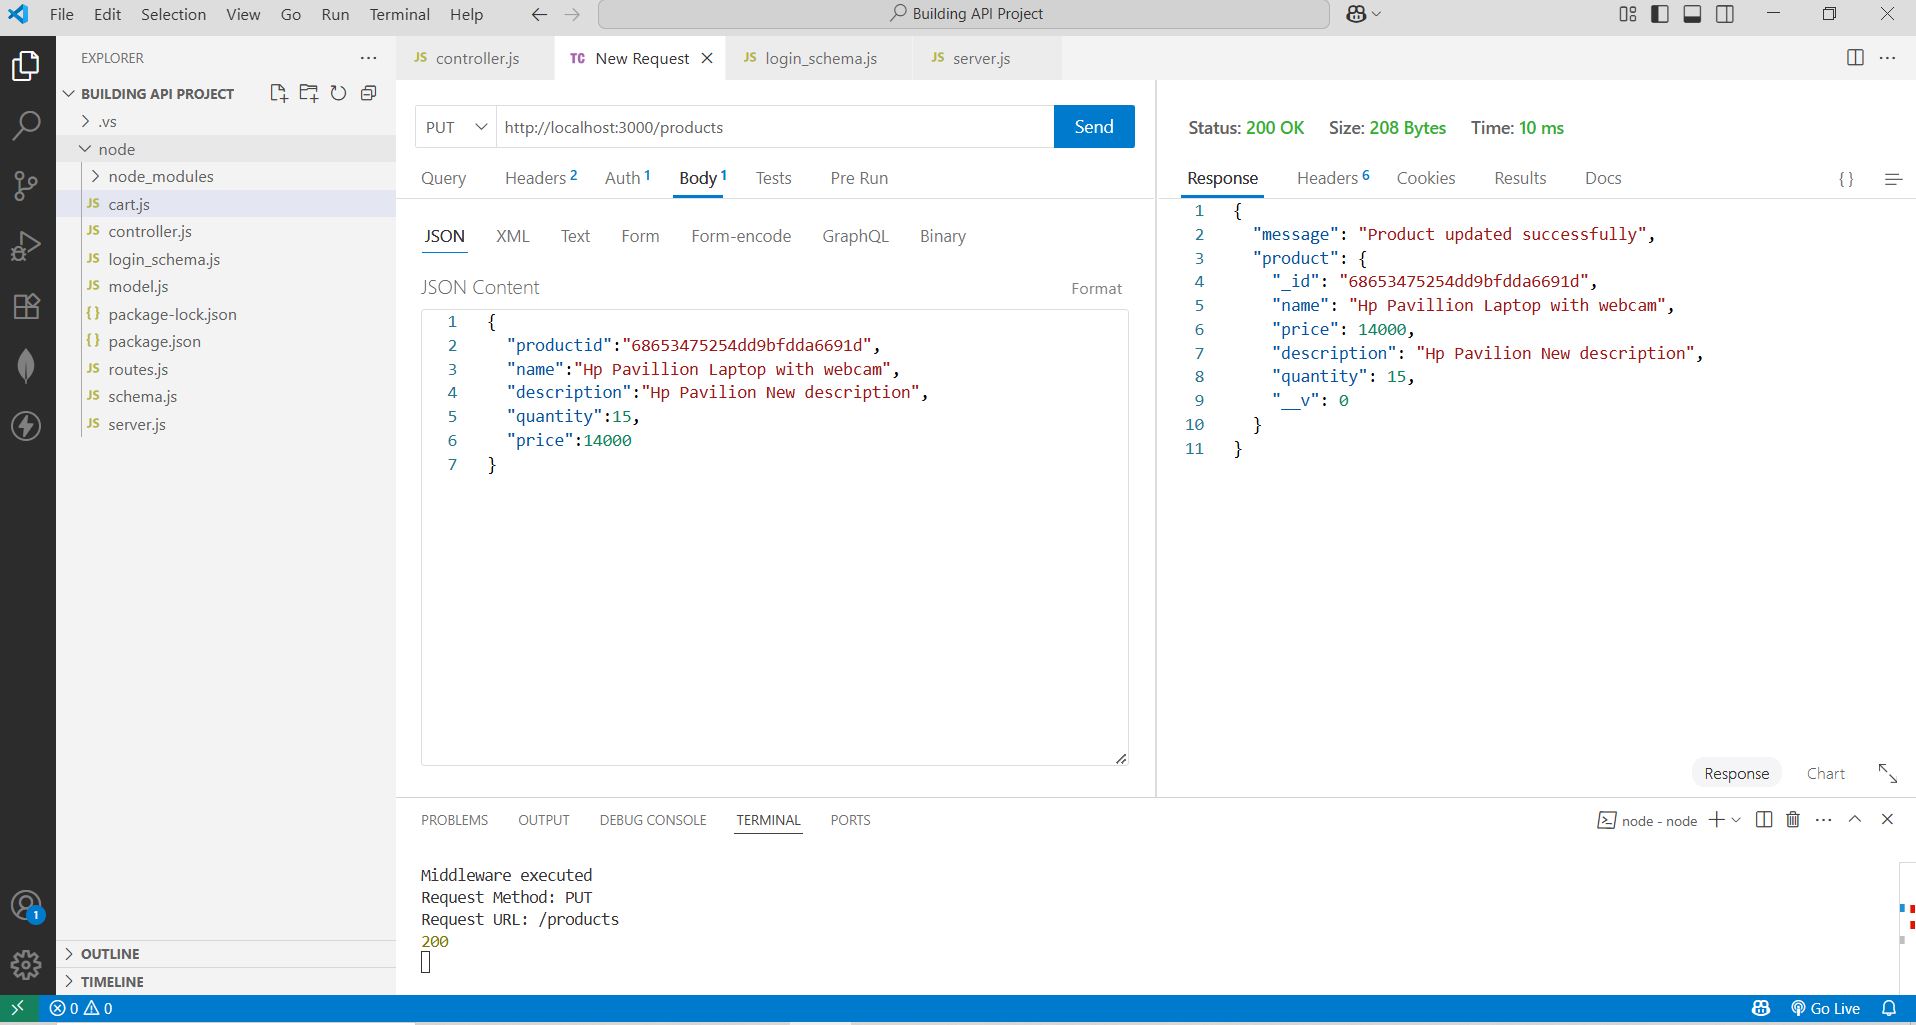 File Edit Selection View Go Run Terminal Help
Building API Project
EXPLORER
BUILDING API PROJECT
.vs
node
node_modules
JS cart.js
JS controller.js
JS login_schema.js
JS model.js
{} package-lock.json
{} package.json
JS routes.js
JS schema.js
JS server.js
OUTLINE
TIMELINE
JS controller.js
TC New Request
JS login_schema.js
JS server.js
PUT http://localhost:3000/products Send
Query Headers 2 Auth 1 Body 1 Tests Pre Run
JSON XML Text Form Form-encode GraphQL Binary
JSON Content Format
1 {
2 "productid":"68653475254dd9bfdda6691d",
3 "name":"Hp Pavillion Laptop with webcam",
4 "description":"Hp Pavilion New description",
5 "quantity":15,
6 "price":14000
7 }
Status: 200 OK Size: 208 Bytes Time: 10 ms
Response Headers 6 Cookies Results Docs {}
1 {
2 "message": "Product updated successfully",
3 "product": {
4 "_id": "68653475254dd9bfdda6691d",
5 "name": "Hp Pavillion Laptop with webcam",
6 "price": 14000,
7 "description": "Hp Pavilion New description",
8 "quantity": 15,
9 "__v": 0
10 }
11 }
Response Chart
PROBLEMS OUTPUT DEBUG CONSOLE TERMINAL PORTS
node - node
Middleware executed
Request Method: PUT
Request URL: /products
200
1
0 0
Go Live